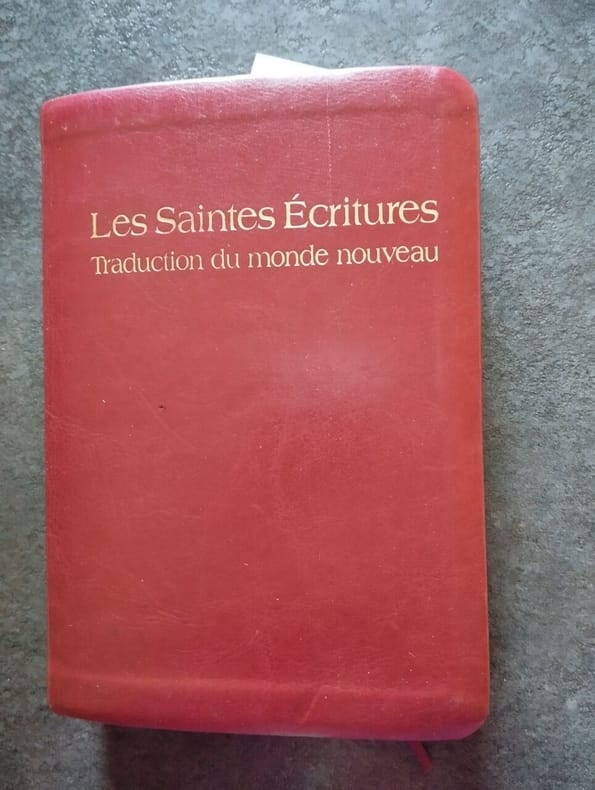 Les Saintes Écritures
Traduction du monde nouveau